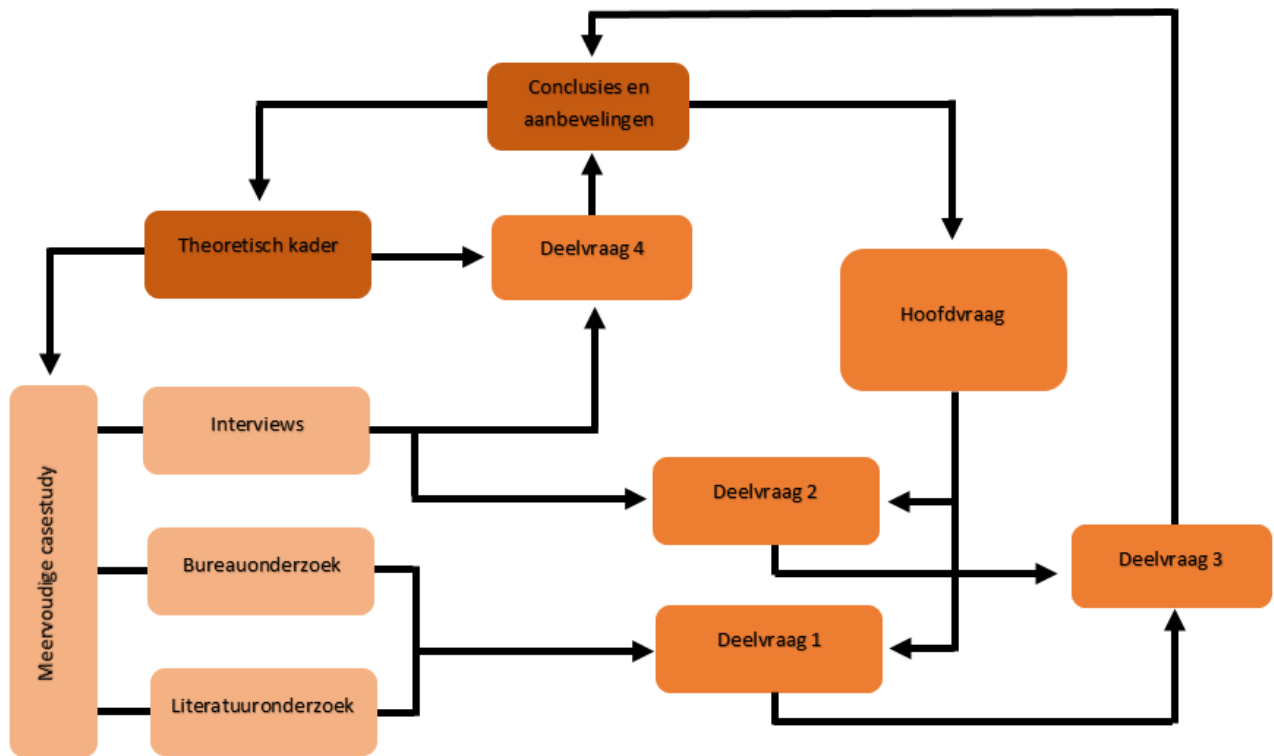 Conclusies en
aanbevelingen
Theoretisch kader
Deelvraag 4
Hoofdvraag
Meervoudige casestudy
Interviews
Deelvraag 2
Bureauonderzoek
Deelvraag 3
Deelvraag 1
Literatuuronderzoek